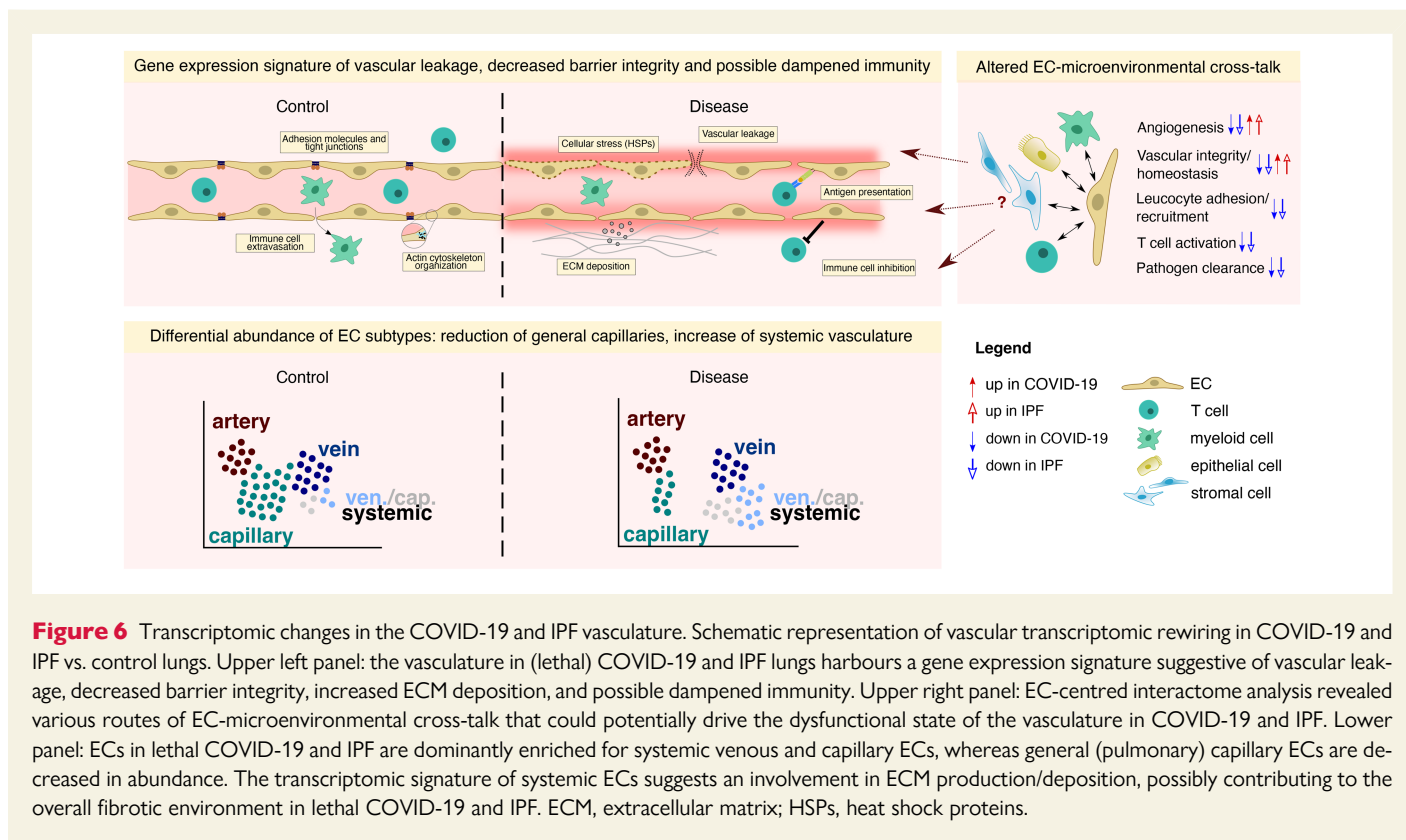 Gene expression signature of vascular leakage, decreased barrier integrity and possible dampened immunity
Control
Disease
Adhesion molecules and
tight junctions
Immune cell
extravasation
Actin cytoskeleton
organization
Cellular stress (HSPs)
Vascular leakage
Antigen presentation
ECM deposition
Immune cell inhibition
Altered EC-microenvironmental cross-talk
?
Angiogenesis
Vascular integrity/
homeostasis
Leucocyte adhesion/
recruitment
T cell activation
Pathogen clearance
Differential abundance of EC subtypes: reduction of general capillaries, increase of systemic vasculature
Control
artery
vein
ven./cap.
systemic
capillary
Disease
artery
vein
ven./cap.
systemic
capillary
Legend
up in COVID-19
up in IPF
down in COVID-19
down in IPF
EC
T cell
myeloid cell
epithelial cell
stromal cell
Figure 6 Transcriptomic changes in the COVID-19 and IPF vasculature. Schematic representation of vascular transcriptomic rewiring in COVID-19 and
IPF vs. control lungs. Upper left panel: the vasculature in (lethal) COVID-19 and IPF lungs harbours a gene expression signature suggestive of vascular leak-
age, decreased barrier integrity, increased ECM deposition, and possible dampened immunity. Upper right panel: EC-centred interactome analysis revealed
various routes of EC-microenvironmental cross-talk that could potentially drive the dysfunctional state of the vasculature in COVID-19 and IPF. Lower
panel: ECs in lethal COVID-19 and IPF are dominantly enriched for systemic venous and capillary ECs, whereas general (pulmonary) capillary ECs are de-
creased in abundance. The transcriptomic signature of systemic ECs suggests an involvement in ECM production/deposition, possibly contributing to the
overall fibrotic environment in lethal COVID-19 and IPF. ECM, extracellular matrix; HSPs, heat shock proteins.